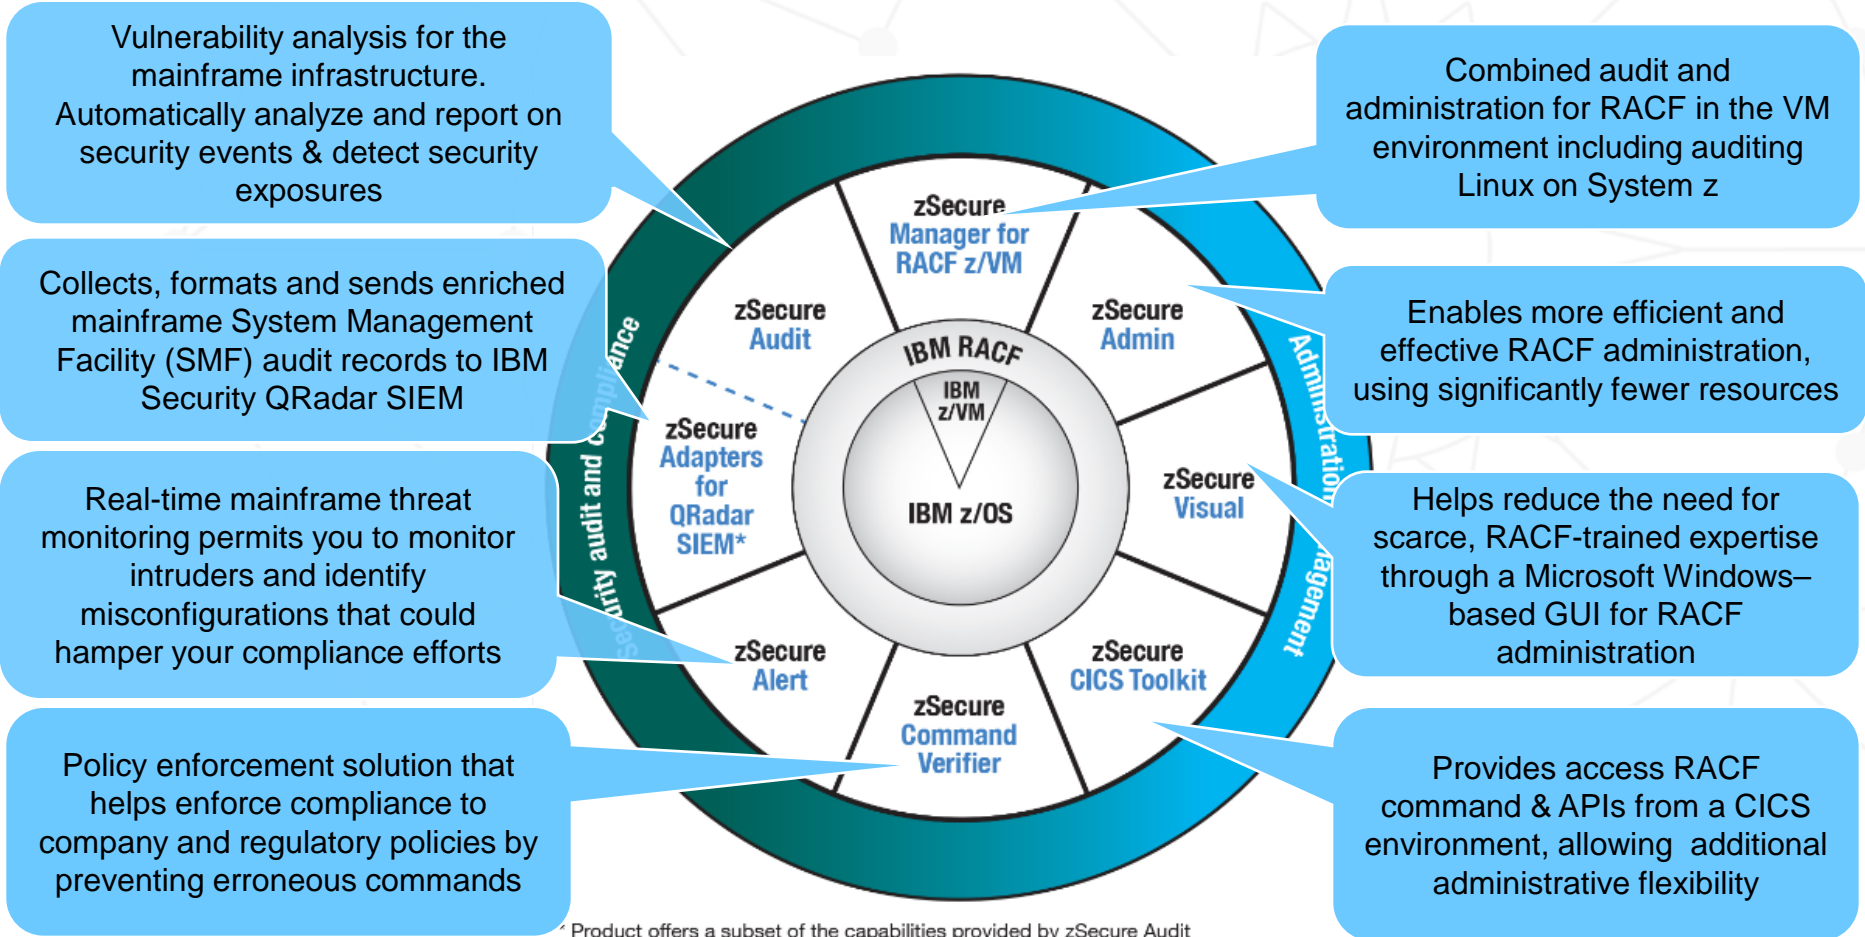 Vulnerability analysis for the
mainframe infrastructure.
Automatically analyze and report on
security events & detect security
exposures
Collects, formats and sends enriched
mainframe System Management
Facility (SMF) audit records to IBM
Security QRadar SIEM
Real-time mainframe threat
monitoring permits you to monitor
intruders and identify
misconfigurations that could
hamper your compliance efforts
Policy enforcement solution that
helps enforce compliance to
company and regulatory policies by
preventing erroneous commands
Security audit and compliance
zSecure
Manager for
RACF z/VM
zSecure
Audit
zSecure
Admin
IBM RACF
IBM
z/VM
IBM z/OS
zSecure
Adapters
for
QRadar
SIEM*
zSecure
Visual
zSecure
Alert
zSecure
CICS Toolkit
zSecure
Command
Verifier
Administration
* Product offers a subset of the capabilities provided by zSecure Audit
Combined audit and
administration for RACF in the VM
environment including auditing
Linux on System z
Enables more efficient and
effective RACF administration,
using significantly fewer resources
Helps reduce the need for
scarce, RACF-trained expertise
through a Microsoft Windows–
based GUI for RACF
administration
Provides access RACF
command & APIs from a CICS
environment, allowing  additional
administrative flexibility